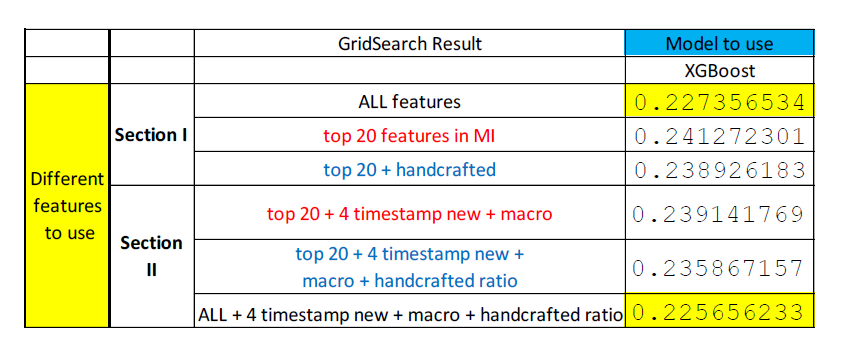 GridSearch Result Model to use
XGBoost
Different
features
to use
Section I
ALL features 0.227356534
top 20 features in MI 0.241272301
top 20 + handcrafted 0.238926183
Section
II
top 20 + 4 timestamp new + macro 0.239141769
top 20 + 4 timestamp new +
macro + handcrafted ratio 0.235867157
ALL + 4 timestamp new + macro + handcrafted ratio 0.225656233